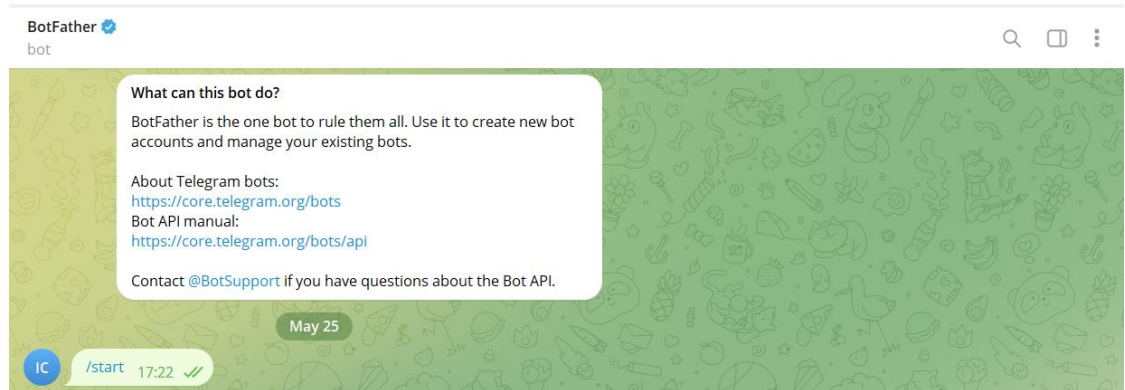 BotFather
bot
What can this bot do?
BotFather is the one bot to rule them all. Use it to create new bot
accounts and manage your existing bots.
About Telegram bots:
https://core.telegram.org/bots
Bot API manual:
https://core.telegram.org/bots/api
Contact @BotSupport if you have questions about the Bot API.
May 25
IC
/start 17:22